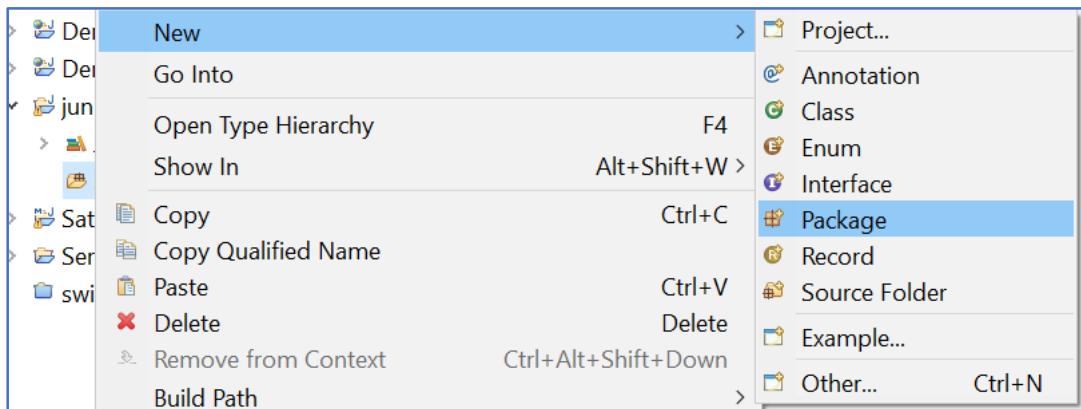 Der
Der
jun
Sat
Ser
swi
New
Go Into
Open Type Hierarchy F4
Show In Alt+Shift+W
Copy Ctrl+C
Copy Qualified Name
Paste Ctrl+V
Delete Delete
Remove from Context Ctrl+Alt+Shift+Down
Build Path
Project...
Annotation
Class
Enum
Interface
Package
Record
Source Folder
Example...
Other... Ctrl+N